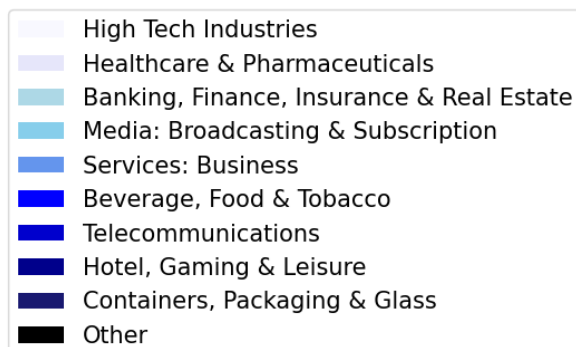 High Tech Industries
Healthcare & Pharmaceuticals
Banking, Finance, Insurance & Real Estate
Media: Broadcasting & Subscription
Services: Business
Beverage, Food & Tobacco
Telecommunications
Hotel, Gaming & Leisure
Containers, Packaging & Glass
Other